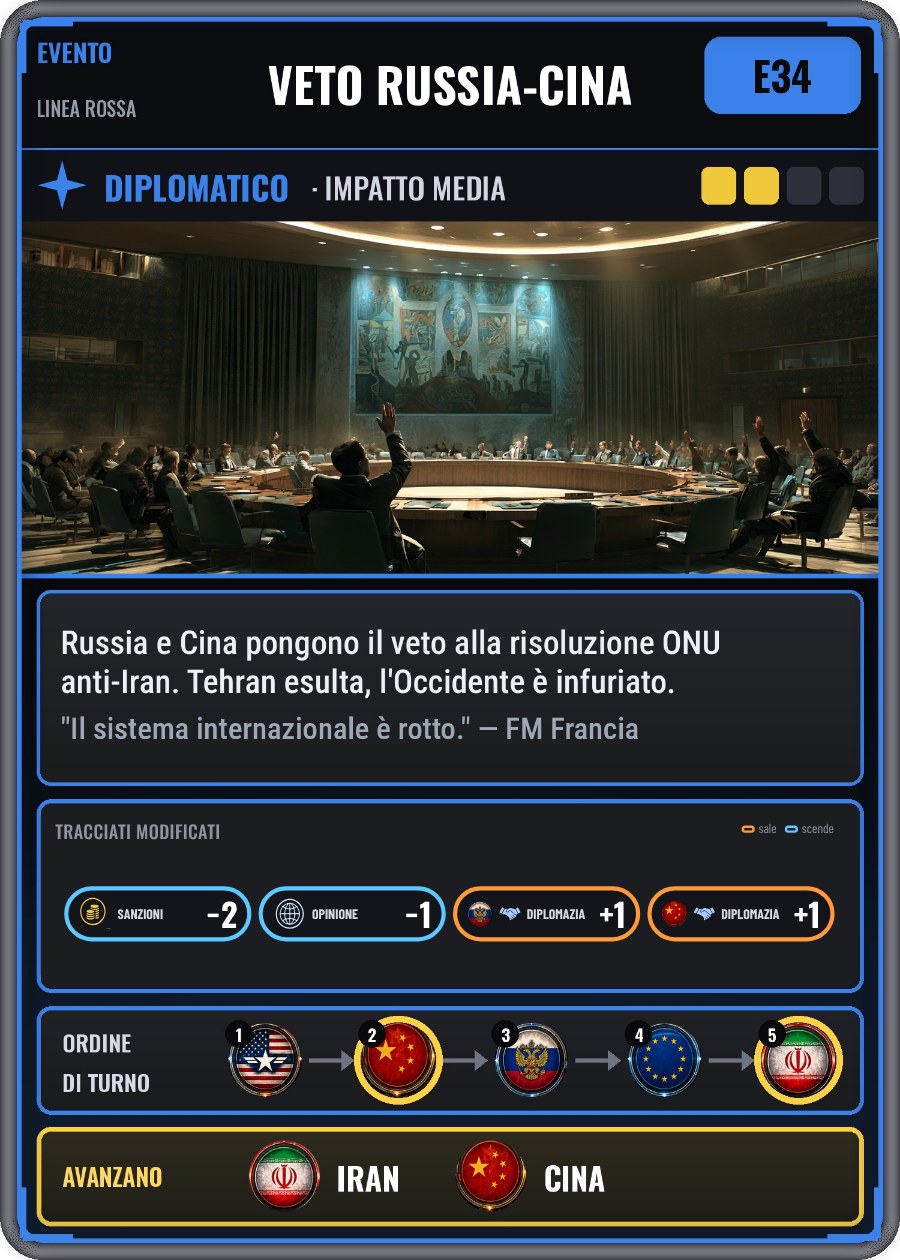 EVENTO
LINEA ROSSA
VETO RUSSIA-CINA
E34
DIPLOMATICO · IMPATTO MEDIA
Russia e Cina pongono il veto alla risoluzione ONU
anti-Iran. Tehran esulta, l'Occidente è infuriato.
"Il sistema internazionale è rotto." — FM Francia
TRACCIATI MODIFICATI
sale scende
SANZIONI -2 OPINIONE -1 DIPLOMAZIA +1 DIPLOMAZIA +1
ORDINE
DI TURNO
1 2 3 4 5
AVANZANO IRAN CINA